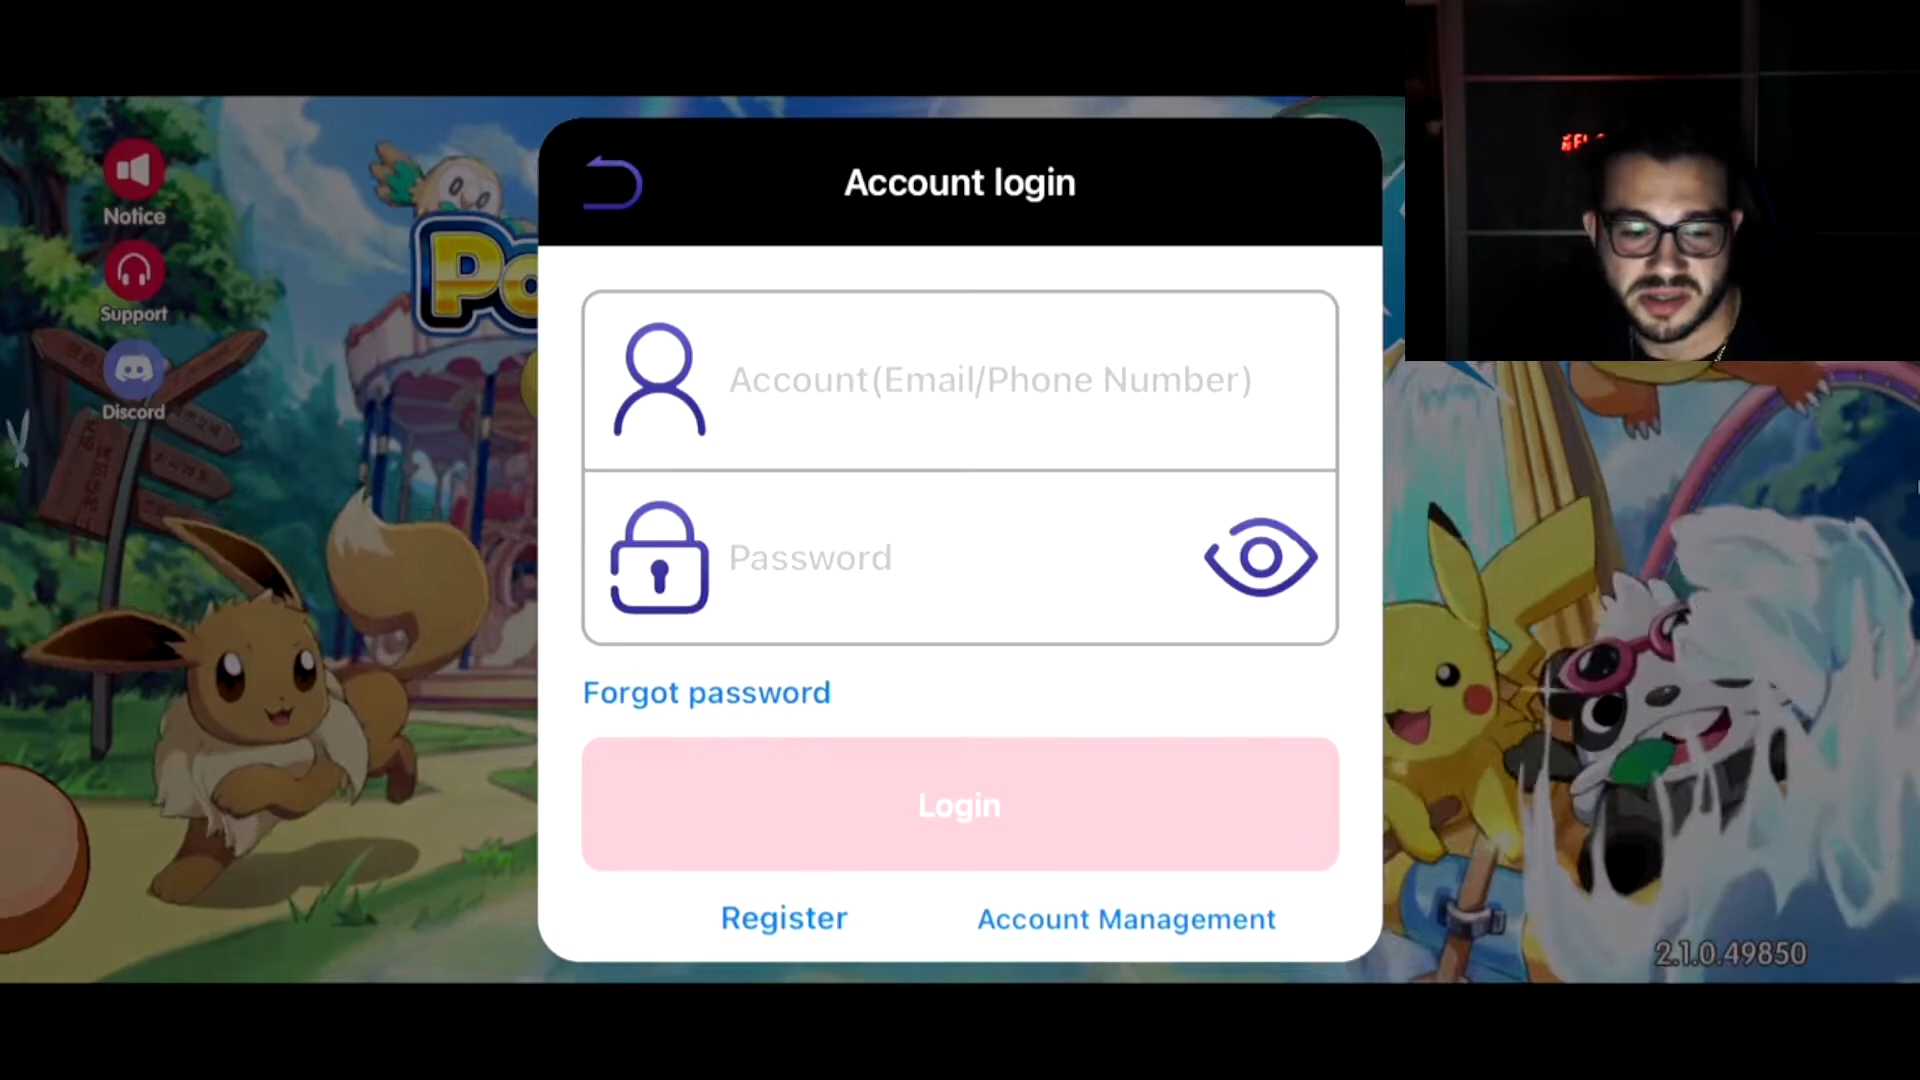 Notice
Support
Discord
Po
Account login
Account(Email/Phone Number)
Password
Forgot password
Login
Register
Account Management
2.1.0.49850